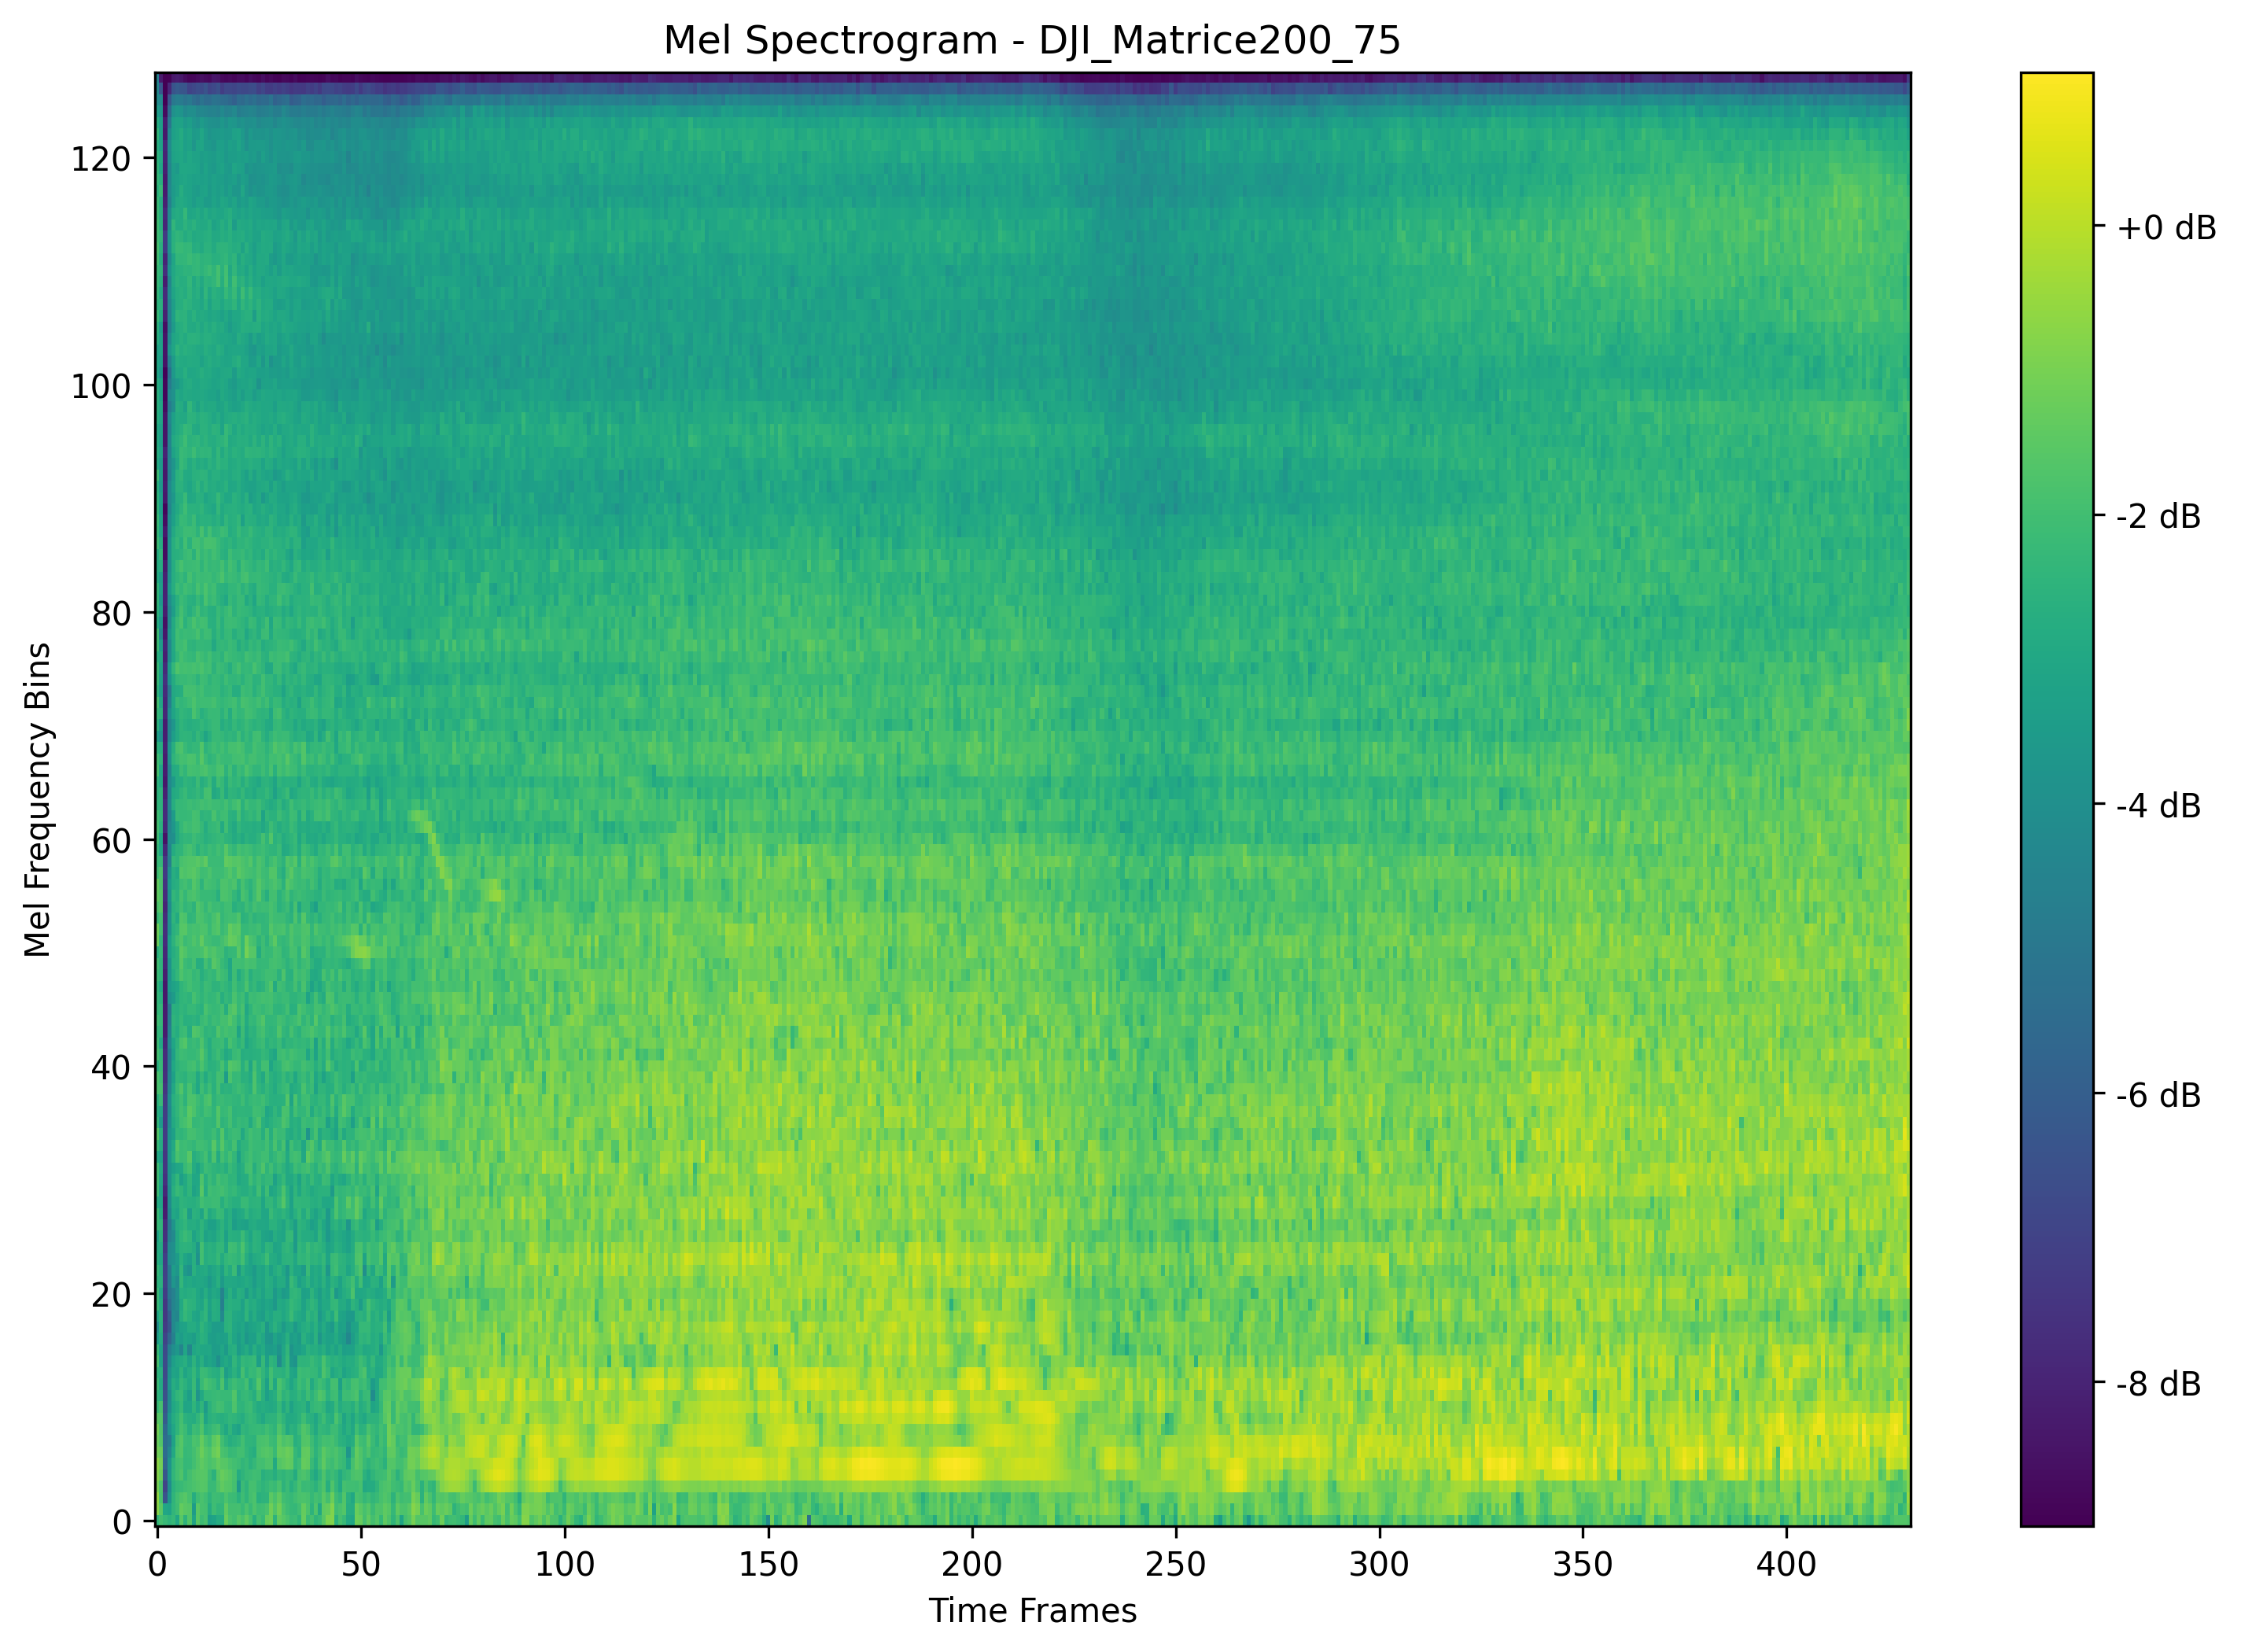 Mel Spectrogram - DJI_Matrice200_75
Mel Frequency Bins
120
100
80
60
40
20
0
0 50 100 150 200 250 300 350 400
Time Frames
+0 dB
-2 dB
-4 dB
-6 dB
-8 dB